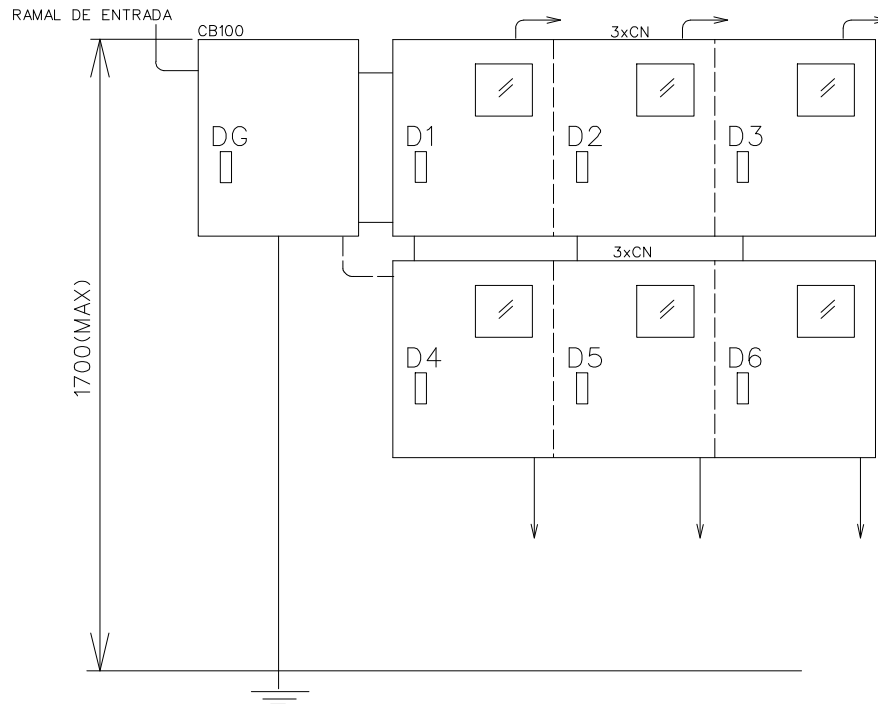 RAMAL DE ENTRADA
CB100
3xCN
DG
D1
D2
D3
3xCN
1700(MAX)
D4
D5
D6